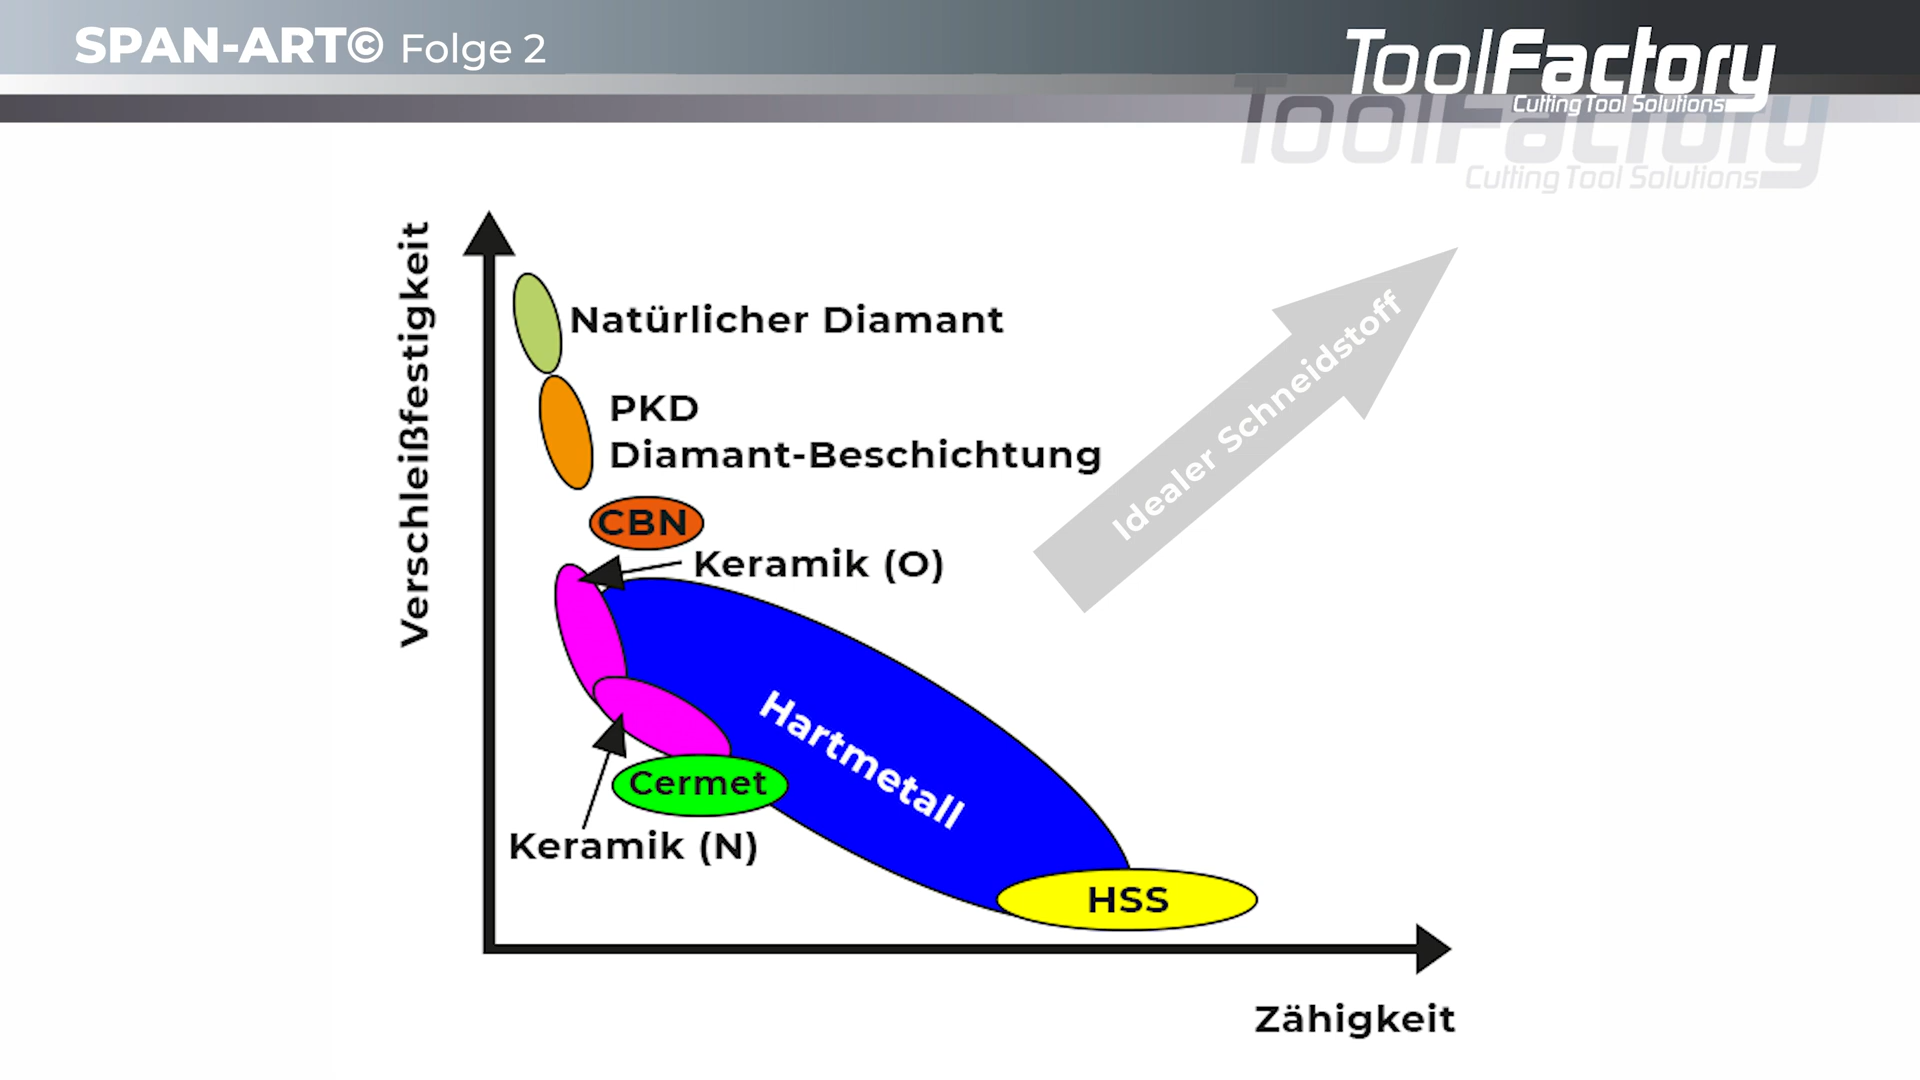 SPAN-ART© Folge 2
ToolFactory
Cutting Tool Solutions
ToolFactory
Cutting Tool Solutions
Verschleißfestigkeit
Natürlicher Diamant
PKD
Diamant-Beschichtung
Idealer Schneidstoff
CBN
Keramik (O)
Hartmetall
Cermet
Keramik (N)
HSS
Zähigkeit